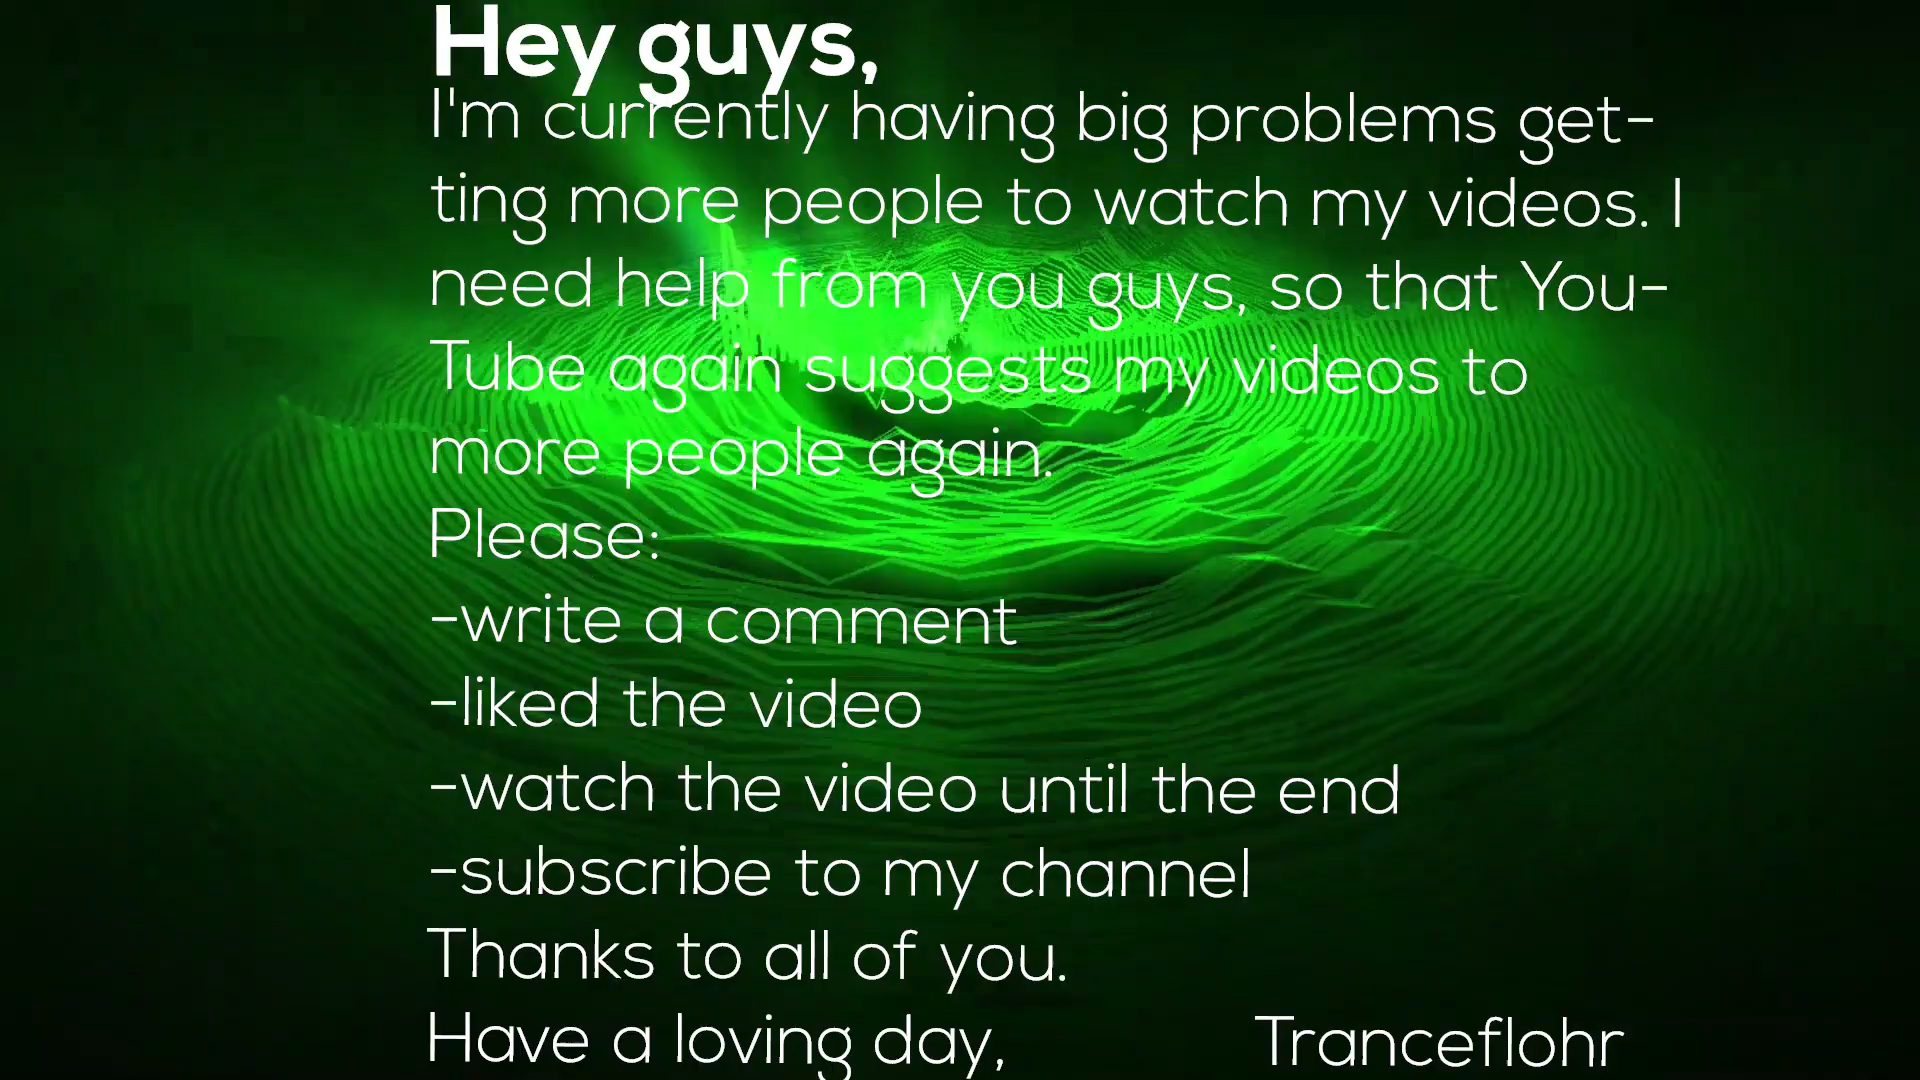 Hey guys,
I'm currently having big problems get-
ting more people to watch my videos. I
need help from you guys, so that You-
Tube again suggests my videos to
more people again.
Please:
-write a comment
-liked the video
-watch the video until the end
-subscribe to my channel
Thanks to all of you.
Have a loving day, Tranceflohr